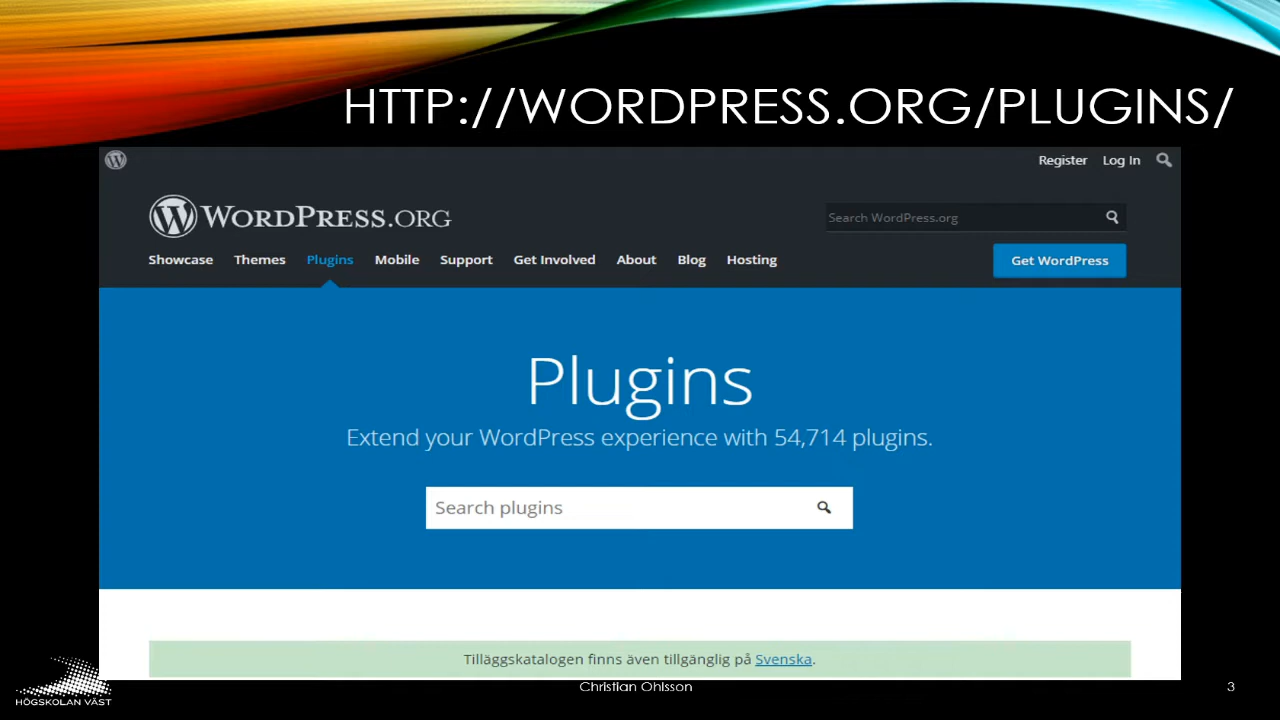 HTTP://WORDPRESS.ORG/PLUGINS/
Register Log In
WORDPRESS.ORG
Search WordPress.org
Showcase Themes Plugins Mobile Support Get Involved About Blog Hosting
Get WordPress
Plugins
Extend your WordPress experience with 54,714 plugins.
Search plugins
Tilläggskatalogen finns även tillgänglig på Svenska.
HÖGSKOLAN VÄST
Christian Ohlsson
3